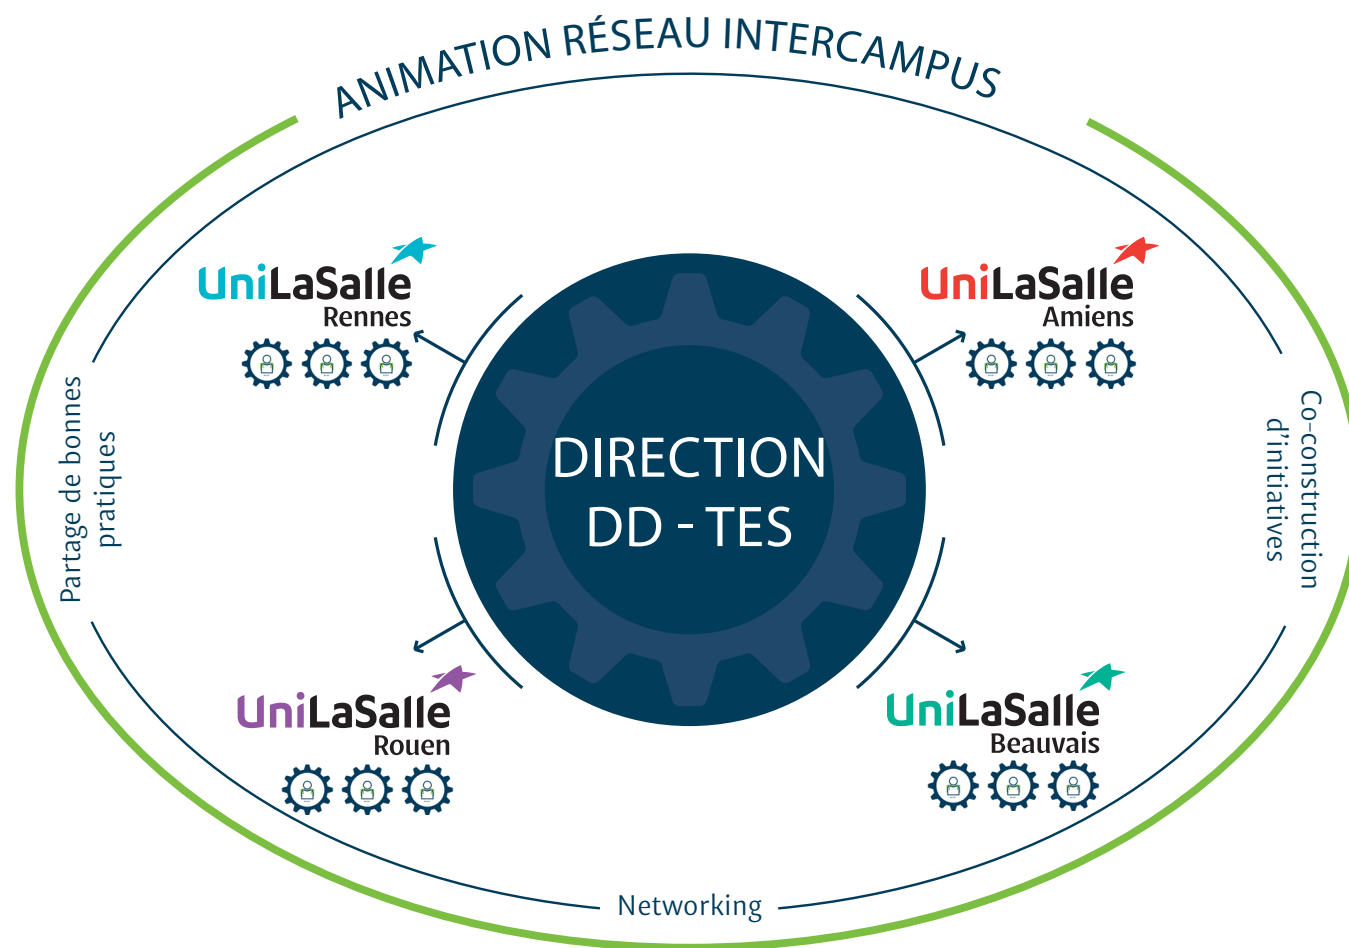 ANIMATION RÉSEAU INTERCAMPUS
UniLaSalle
Rennes
UniLaSalle
Amiens
Partage de bonnes
pratiques
DIRECTION
DD - TES
Co-construction
d'initiatives
UniLaSalle
Rouen
UniLaSalle
Beauvais
Networking